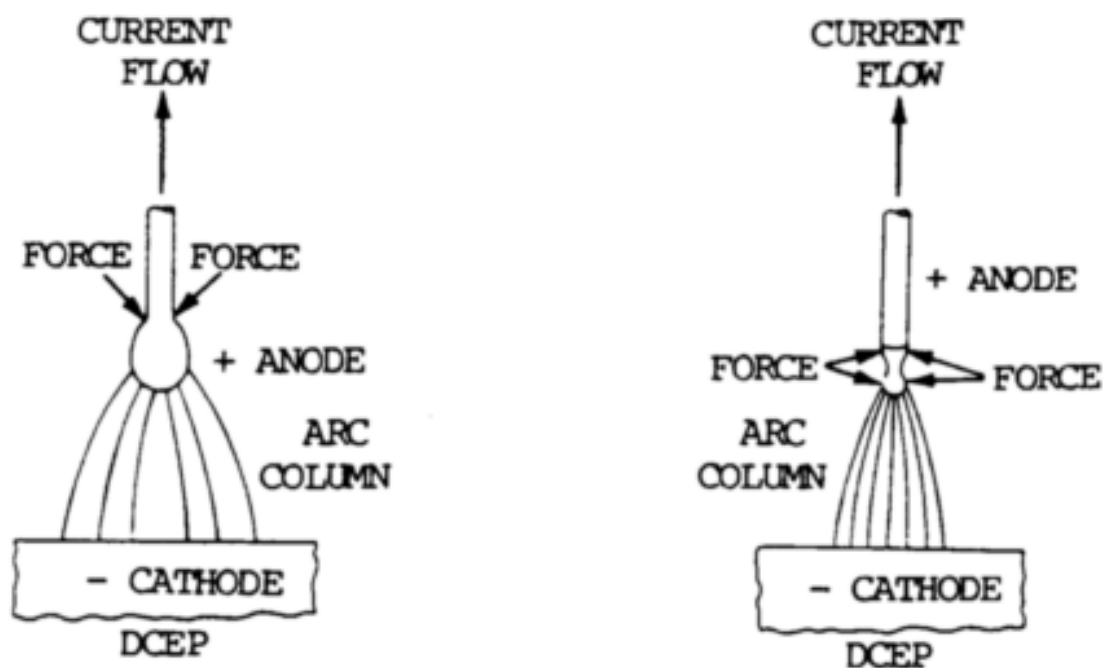 CURRENT
FLOW
FORCE FORCE
+ ANODE
ARC
COLUMN
- CATHODE
DCEP
CURRENT
FLOW
+ ANODE
FORCE FORCE
ARC
COLUMN
- CATHODE
DCEP